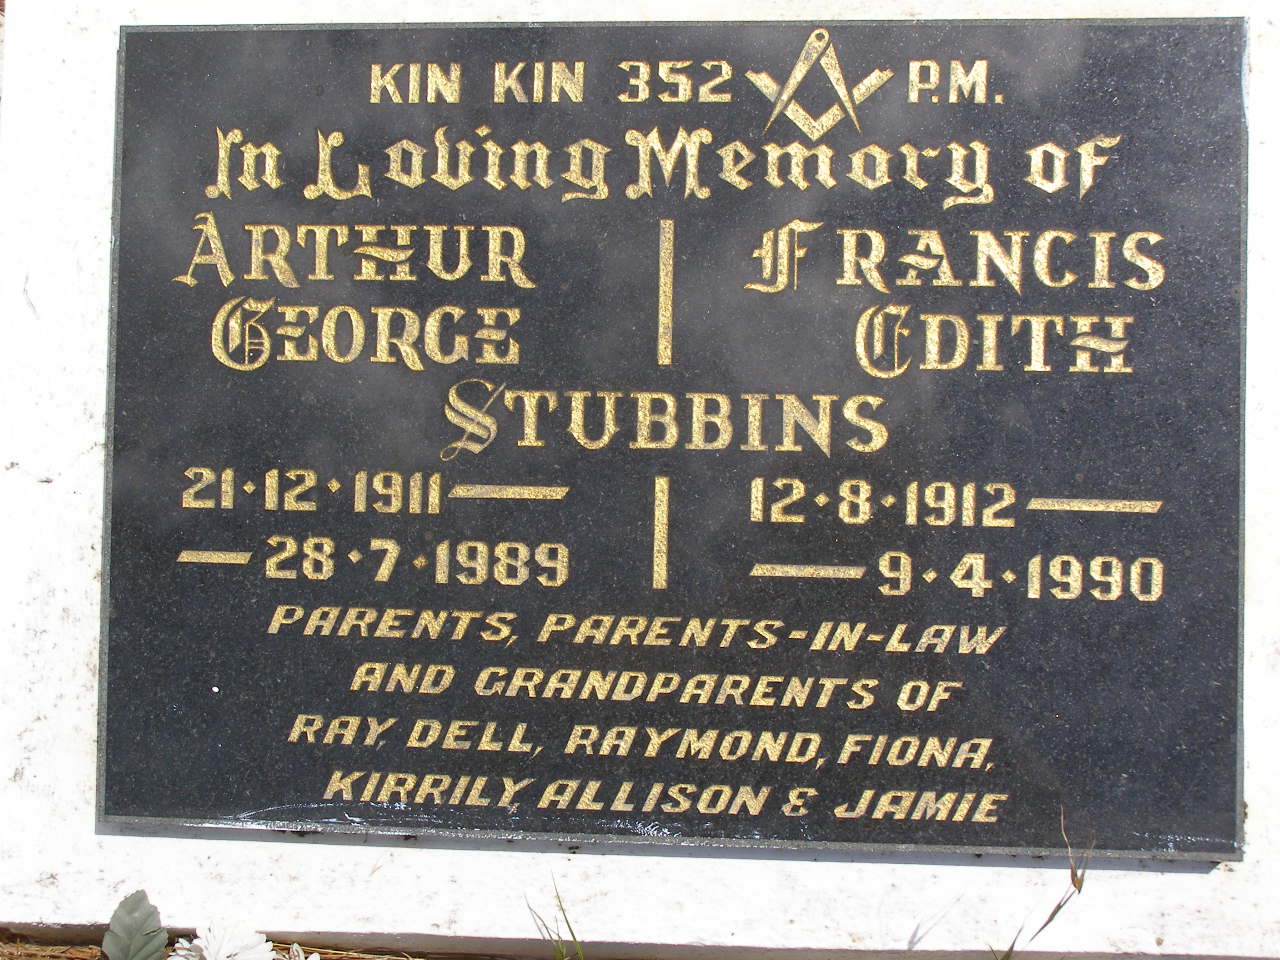 KIN KIN 352 P.M.
In Loving Memory of
ARTHUR FRANCIS
GEORGE EDITH
STUBBINS
21·12·1911— 12·8·1912—
—28·7·1989 —9·4·1990
PARENTS, PARENTS-IN-LAW
AND GRANDPARENTS OF
RAY, DELL, RAYMOND, FIONA,
KIRRILY, ALLISON & JAMIE